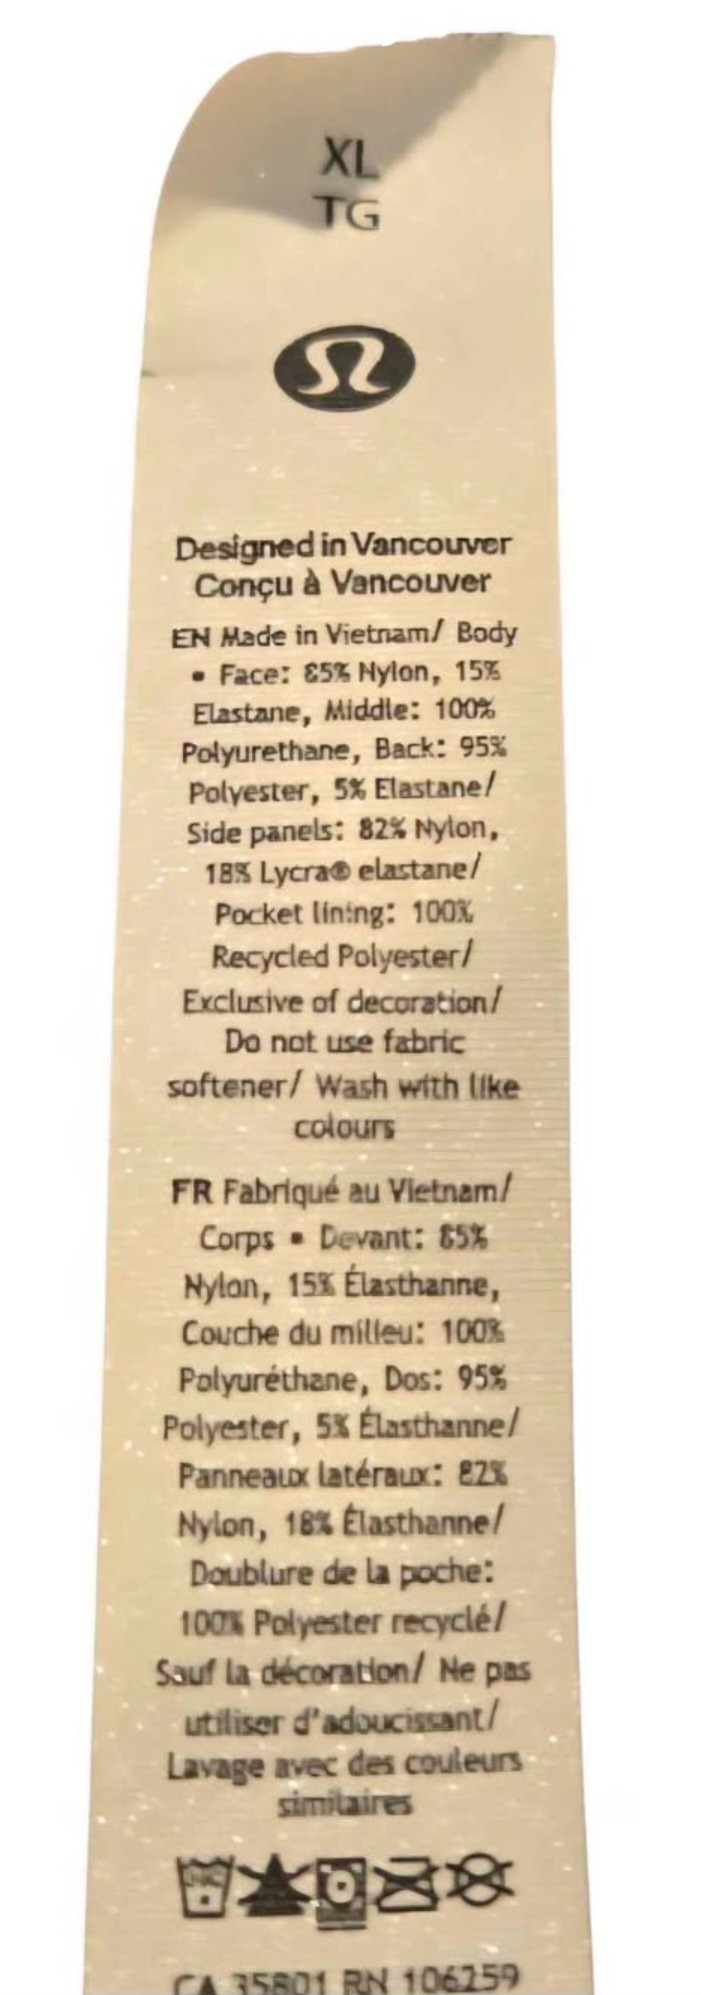 XL
TG
Designed in Vancouver
Conçu à Vancouver
EN Made in Vietnam/ Body
▪ Face: 85% Nylon, 15%
Elastane, Middle: 100%
Polyurethane, Back: 95%
Polyester, 5% Elastane/
Side panels: 82% Nylon,
18% Lycra® elastane/
Pocket lining: 100%
Recycled Polyester/
Exclusive of decoration/
Do not use fabric
softener/ Wash with like
colours
FR Fabriqué au Vietnam/
Corps ▪ Devant: 85%
Nylon, 15% Élasthanne,
Couche du milieu: 100%
Polyuréthane, Dos: 95%
Polyester, 5% Élasthanne/
Panneaux latéraux: 82%
Nylon, 18% Élasthanne/
Doublure de la poche:
100% Polyester recyclé/
Sauf la décoration/ Ne pas
utiliser d'adoucissant/
Lavage avec des couleurs
similaires
CA 35801 RN 106259